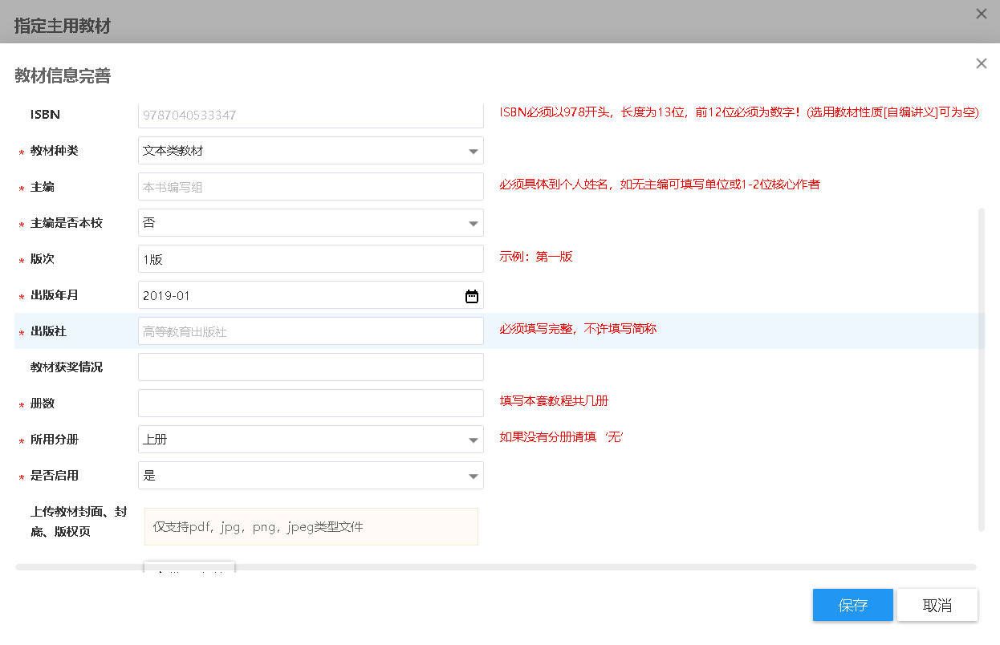 指定主用教材
教材信息完善
ISBN 9787040533347 ISBN必须以978开头，长度为13位，前12位必须为数字！(选用教材性质[自编讲义]可为空)
* 教材种类 文本类教材
* 主编 本书编写组 必须具体到个人姓名，如无主编可填写单位或1-2位核心作者
* 主编是否本校 否
* 版次 1版 示例：第一版
* 出版年月 2019-01
* 出版社 高等教育出版社 必须填写完整，不许填写简称
教材获奖情况
* 册数 填写本套教程共几册
* 所用分册 上册 如果没有分册请填‘无’
* 是否启用 是
上传教材封面、封
底、版权页
仅支持pdf，jpg，png，jpeg类型文件
保存 取消